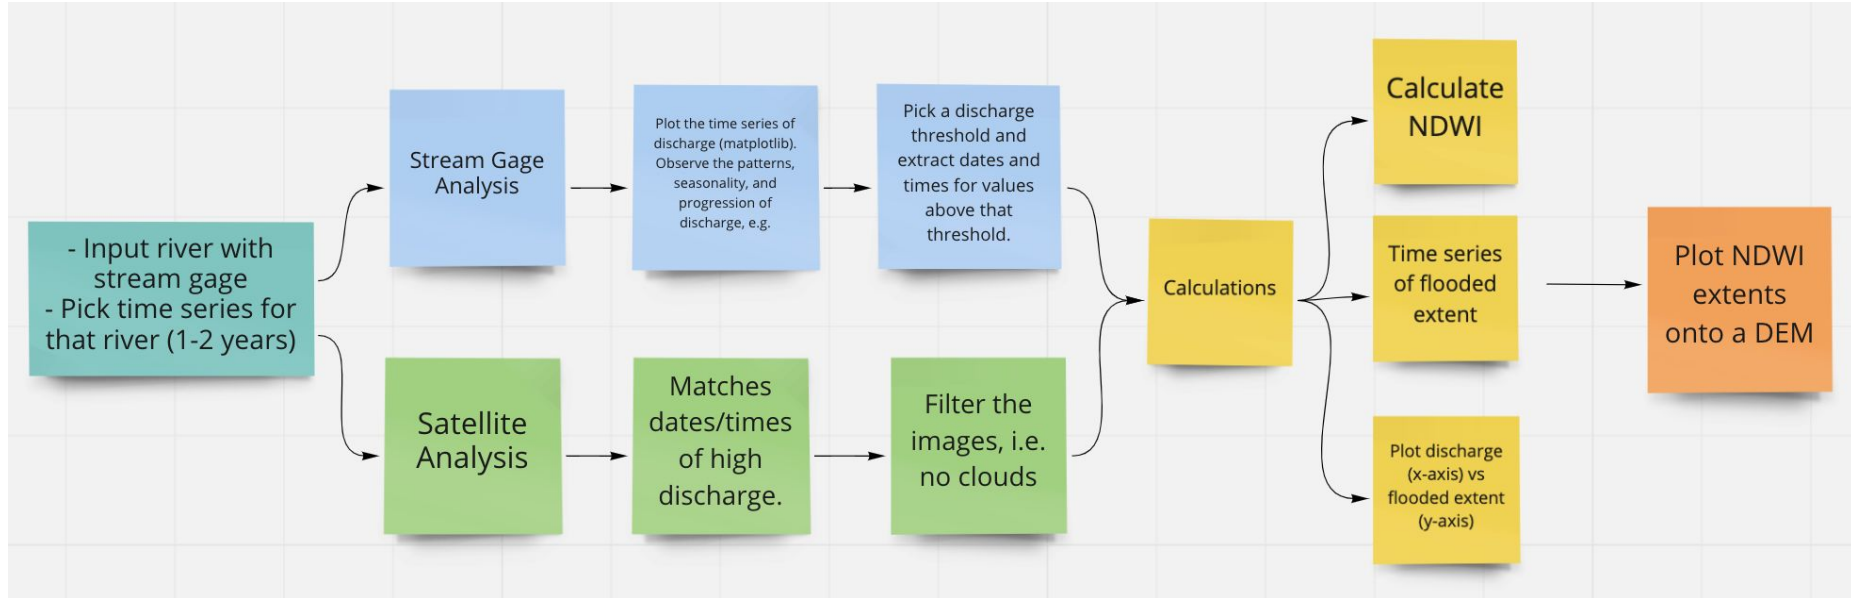 - Input river with
stream gage
- Pick time series for
that river (1-2 years)
Stream Gage
Analysis
Plot the time series of
discharge (matplotlib).
Observe the patterns,
seasonality, and
progression of
discharge, e.g.
Pick a discharge
threshold and
extract dates and
times for values
above that
threshold.
Satellite
Analysis
Matches
dates/times
of high
discharge.
Filter the
images, i.e.
no clouds
Calculations
Calculate
NDWI
Time series
of flooded
extent
Plot discharge
(x-axis) vs
flooded extent
(y-axis)
Plot NDWI
extents
onto a DEM